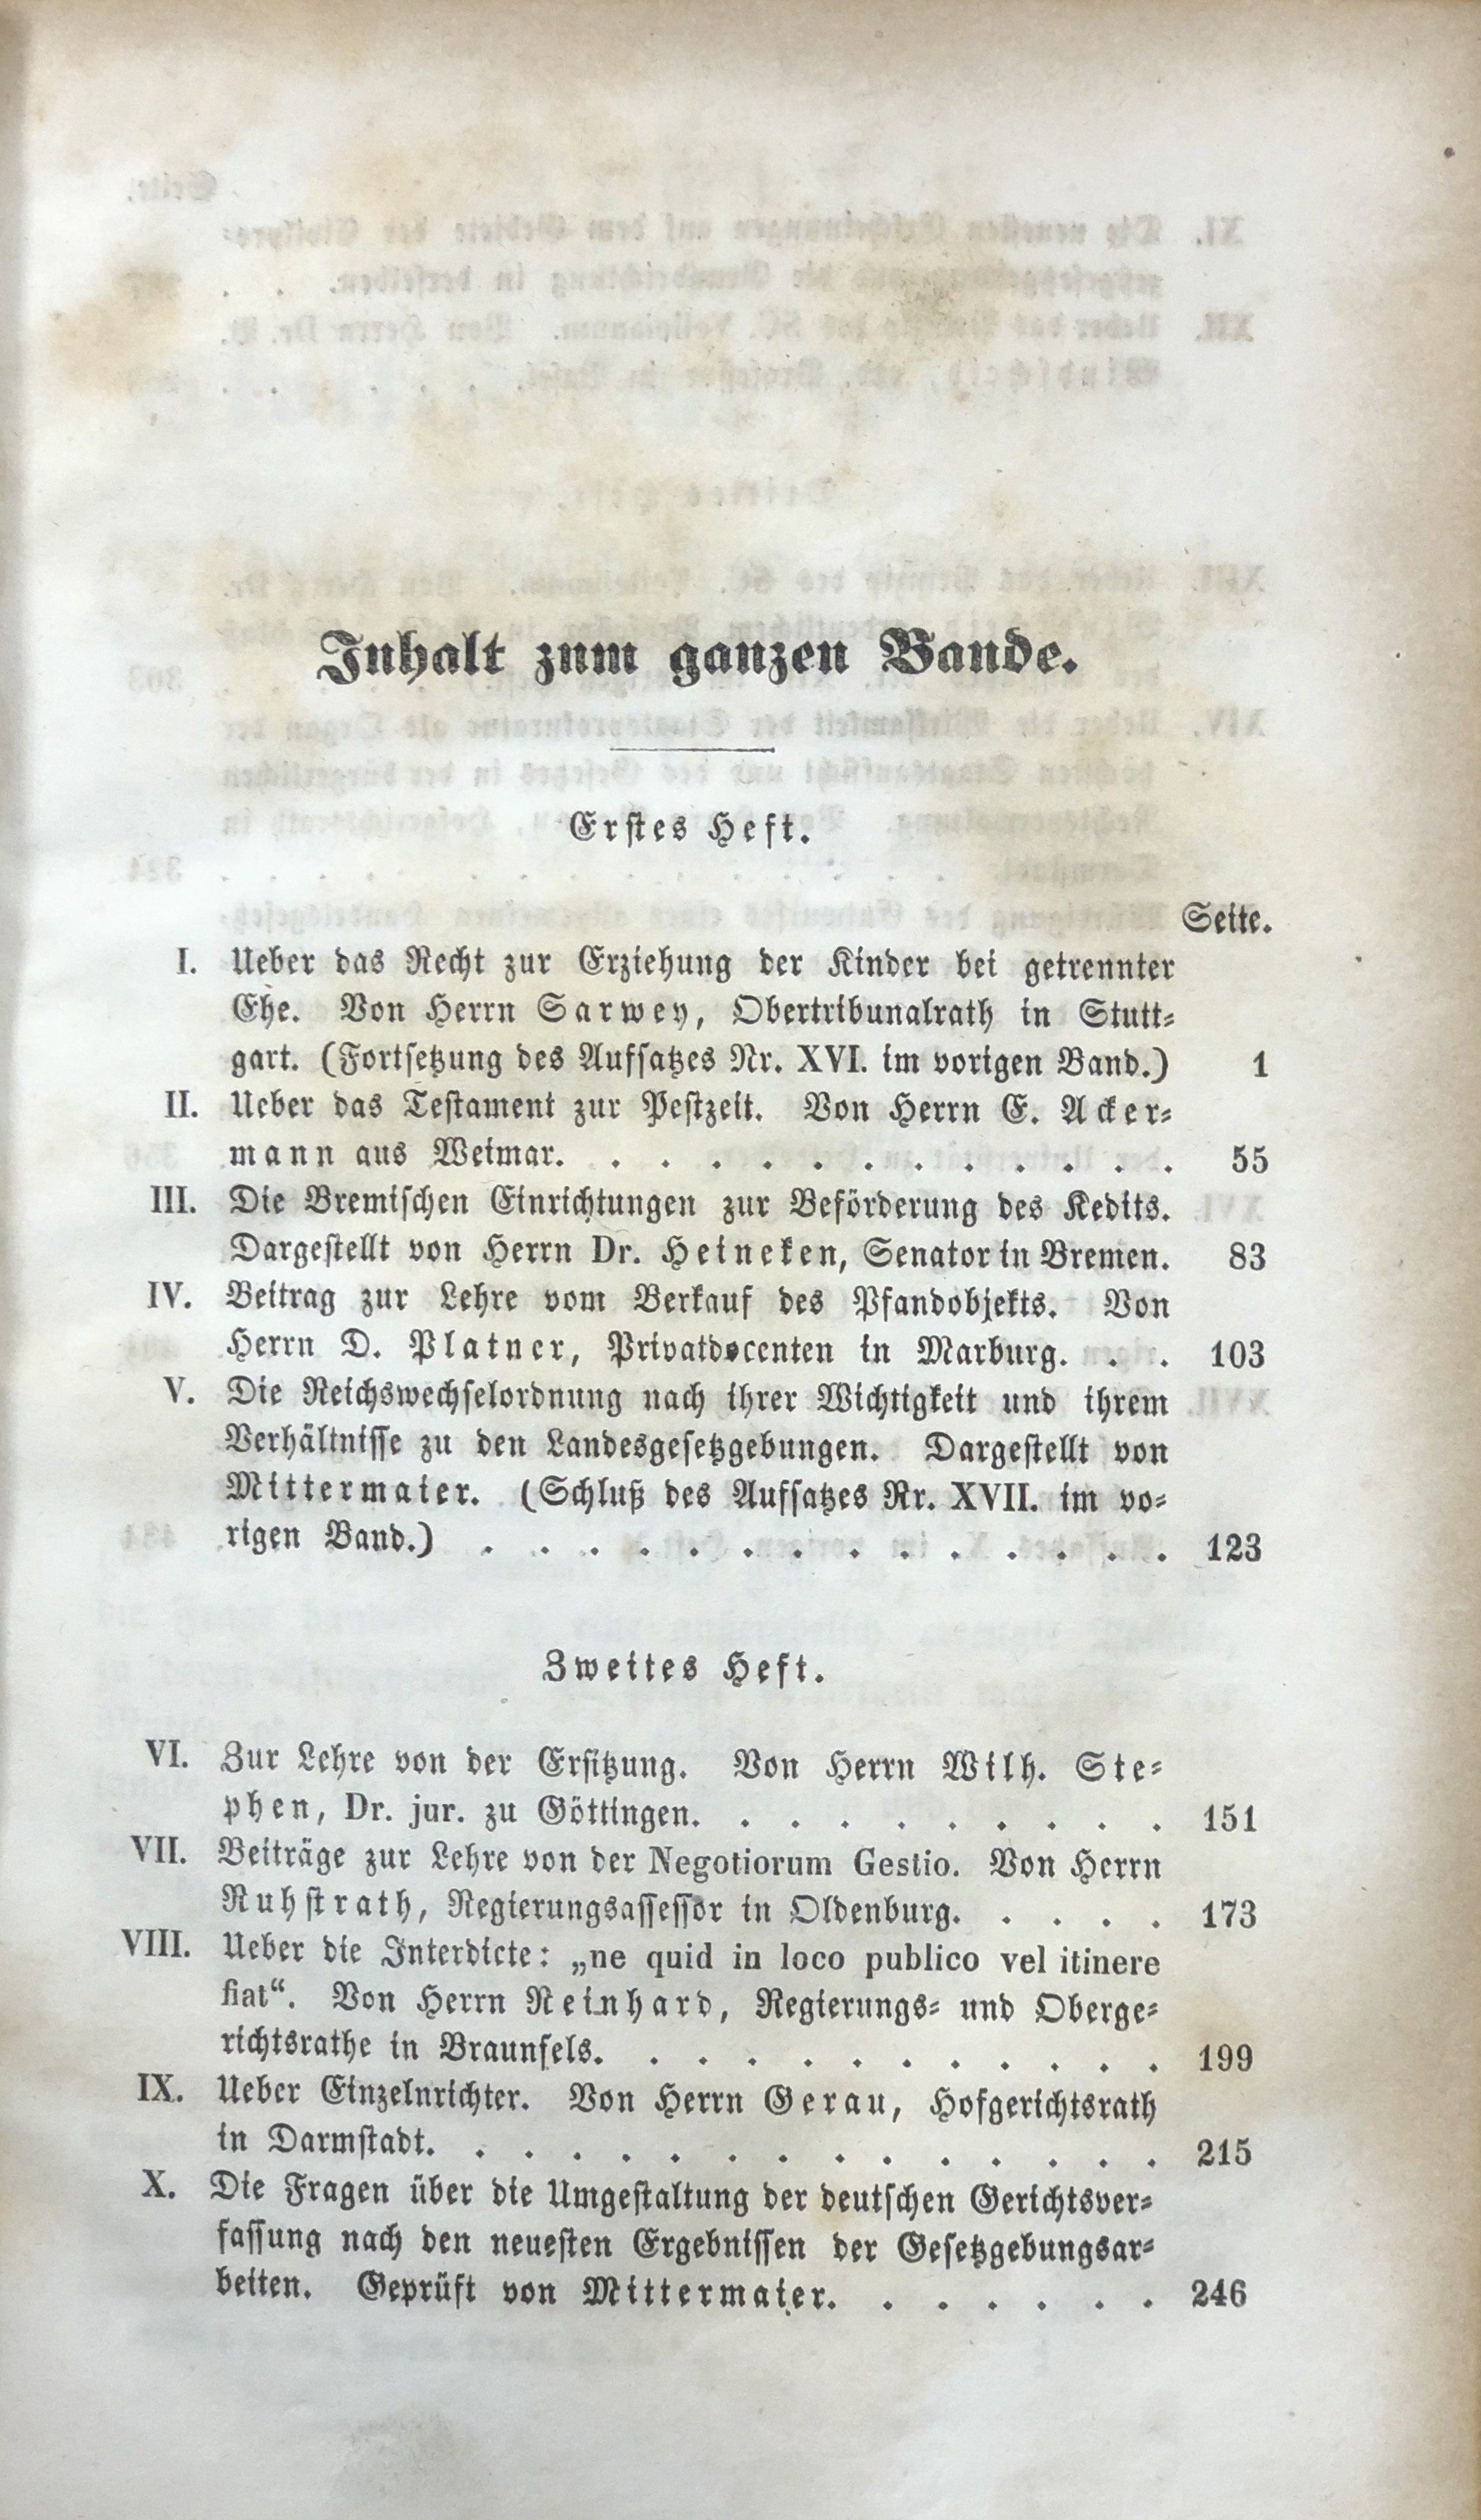 Inhalt zum ganzen Bande.
Erstes Heft.
Seite.
I. Ueber das Recht zur Erziehung der Kinder bei getrennter
Ehe. Von Herrn Sarwey, Obertribunalrath in Stutt-
gart. (Fortsetzung des Aufsatzes Nr. XVI. im vorigen Band.) 1
II. Ueber das Testament zur Pestzeit. Von Herrn E. Acker-
mann aus Weimar. . . . . . . . . . . . . 55
III. Die Bremischen Einrichtungen zur Beförderung des Kedits.
Dargestellt von Herrn Dr. Heineken, Senator in Bremen. 83
IV. Beitrag zur Lehre vom Verkauf des Pfandobjekts. Von
Herrn D. Platner, Privatdocenten in Marburg. . . 103
V. Die Reichswechselordnung nach ihrer Wichtigkeit und ihrem
Verhältnisse zu den Landesgesetzgebungen. Dargestellt von
Mittermaier. (Schluß des Aufsatzes Nr. XVII. im vo-
rigen Band.) . . . . . . . . . . . . . . 123
Zweites Heft.
VI. Zur Lehre von der Ersitzung. Von Herrn Wilh. Ste-
phen, Dr. jur. zu Göttingen. . . . . . . . . . 151
VII. Beiträge zur Lehre von der Negotiorum Gestio. Von Herrn
Ruhstrath, Regierungsassessor in Oldenburg. . . . . 173
VIII. Ueber die Interdicte: „ne quid in loco publico vel itinere
fiat“. Von Herrn Reinhard, Regierungs- und Oberge-
richtsrathe in Braunfels. . . . . . . . . . . . 199
IX. Ueber Einzelnrichter. Von Herrn Gerau, Hofgerichtsrath
in Darmstadt. . . . . . . . . . . . . . . 215
X. Die Fragen über die Umgestaltung der deutschen Gerichtsver-
fassung nach den neuesten Ergebnissen der Gesetzgebungsar-
beiten. Geprüft von Mittermaier. . . . . . . 246